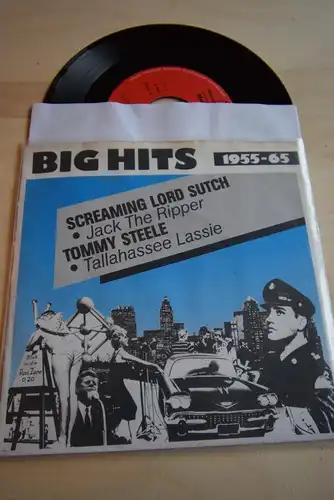 BIG HITS 1955-65
SCREAMING LORD SUTCH
• Jack The Ripper
TOMMY STEELE
• Tallahassee Lassie